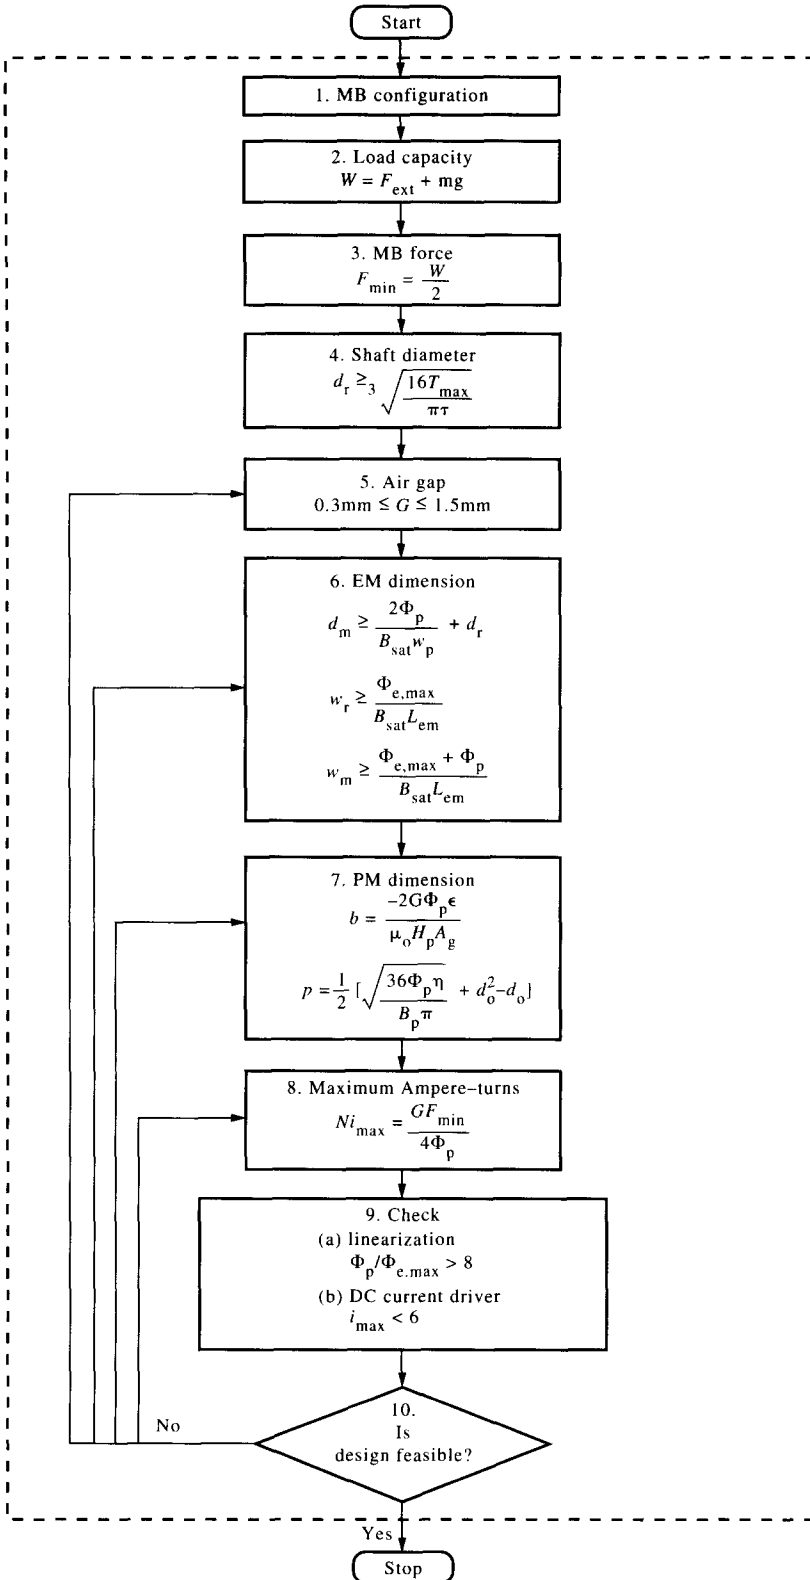 Start
1. MB configuration
2. Load capacity
W = F_ext + mg
3. MB force
F_min = W/2
4. Shaft diameter
d_r ≥ 3√(16T_max/πτ)
5. Air gap
0.3mm ≤ G ≤ 1.5mm
6. EM dimension
d_m ≥ 2Φ_p/(B_sat w_p) + d_r
w_r ≥ Φ_e,max/(B_sat L_em)
w_m ≥ (Φ_e,max + Φ_p)/(B_sat L_em)
7. PM dimension
b = −2GΦ_p ϵ/(μ_o H_p A_g)
p = 1/2 [√(36Φ_p η/(B_p π)) + d_o^2 − d_o]
8. Maximum Ampere–turns
Ni_max = GF_min/(4Φ_p)
9. Check
(a) linearization
Φ_p/Φ_e.max > 8
(b) DC current driver
i_max < 6
10.
Is
design feasible?
No
Yes
Stop